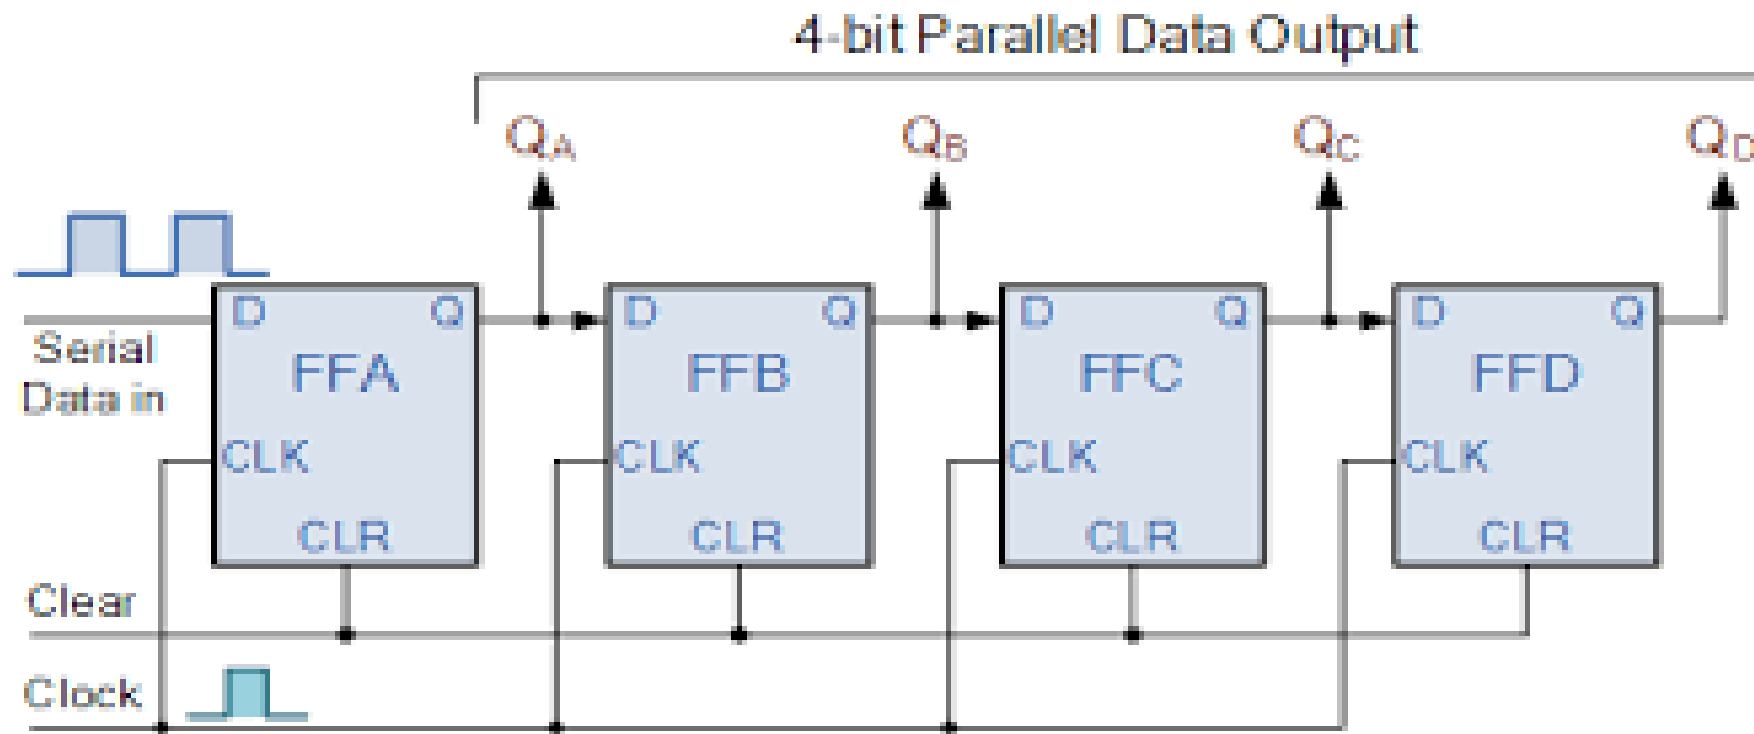 4-bit Parallel Data Output
QA QB QC QD
D Q D Q D Q D Q
Serial
Data in
FFA FFB FFC FFD
CLK CLK CLK CLK
CLR CLR CLR CLR
Clear
Clock